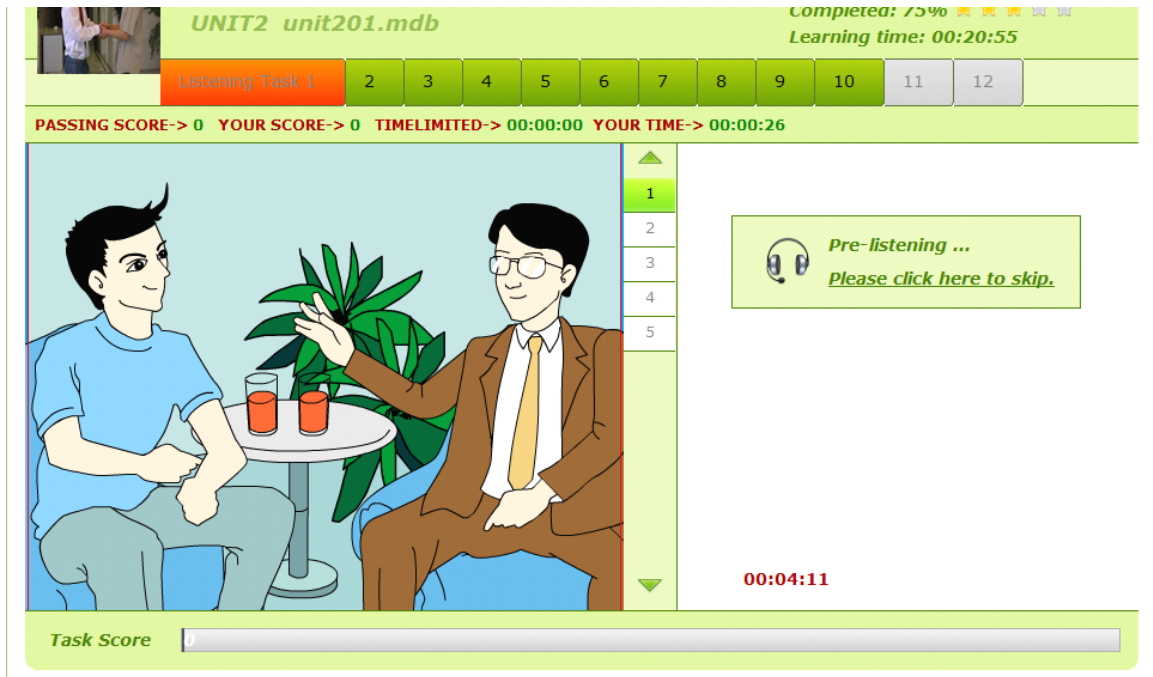 UNIT2 unit201.mdb
Completed: 75%
Learning time: 00:20:55
Listening Task 1 2 3 4 5 6 7 8 9 10 11 12
PASSING SCORE-> 0 YOUR SCORE-> 0 TIMELIMITED-> 00:00:00 YOUR TIME-> 00:00:26
1
2
3
4
5
Pre-listening ...
Please click here to skip.
00:04:11
Task Score 0